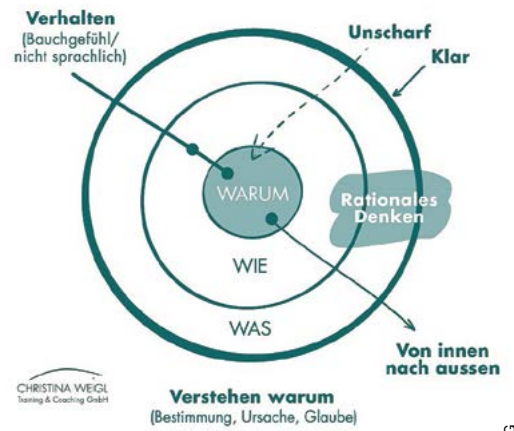 Verhalten
(Bauchgefühl/
nicht sprachlich)
Unscharf
Klar
WARUM
Rationales
Denken
WIE
WAS
Von innen
nach aussen
CHRISTINA WEIGL
Training & Coaching GmbH
Verstehen warum
(Bestimmung, Ursache, Glaube)